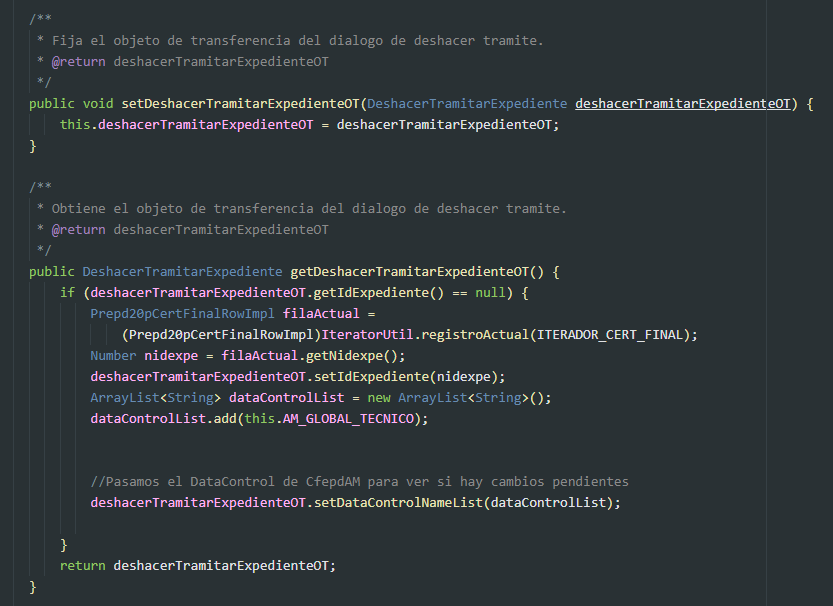 /**
 * Fija el objeto de transferencia del dialogo de deshacer tramite.
 * @return deshacerTramitarExpedienteOT
 */
public void setDeshacerTramitarExpedienteOT(DeshacerTramitarExpediente deshacerTramitarExpedienteOT) {
    this.deshacerTramitarExpedienteOT = deshacerTramitarExpedienteOT;
}

/**
 * Obtiene el objeto de transferencia del dialogo de deshacer tramite.
 * @return deshacerTramitarExpedienteOT
 */
public DeshacerTramitarExpediente getDeshacerTramitarExpedienteOT() {
    if (deshacerTramitarExpedienteOT.getIdExpediente() == null) {
        Prepd20pCertFinalRowImpl filaActual =
            (Prepd20pCertFinalRowImpl)IteratorUtil.registroActual(ITERADOR_CERT_FINAL);
        Number nidexpe = filaActual.getNidexpe();
        deshacerTramitarExpedienteOT.setIdExpediente(nidexpe);
        ArrayList<String> dataControlList = new ArrayList<String>();
        dataControlList.add(this.AM_GLOBAL_TECNICO);


        //Pasamos el DataControl de CfepdAM para ver si hay cambios pendientes
        deshacerTramitarExpedienteOT.setDataControlNameList(dataControlList);

    }
    return deshacerTramitarExpedienteOT;
}